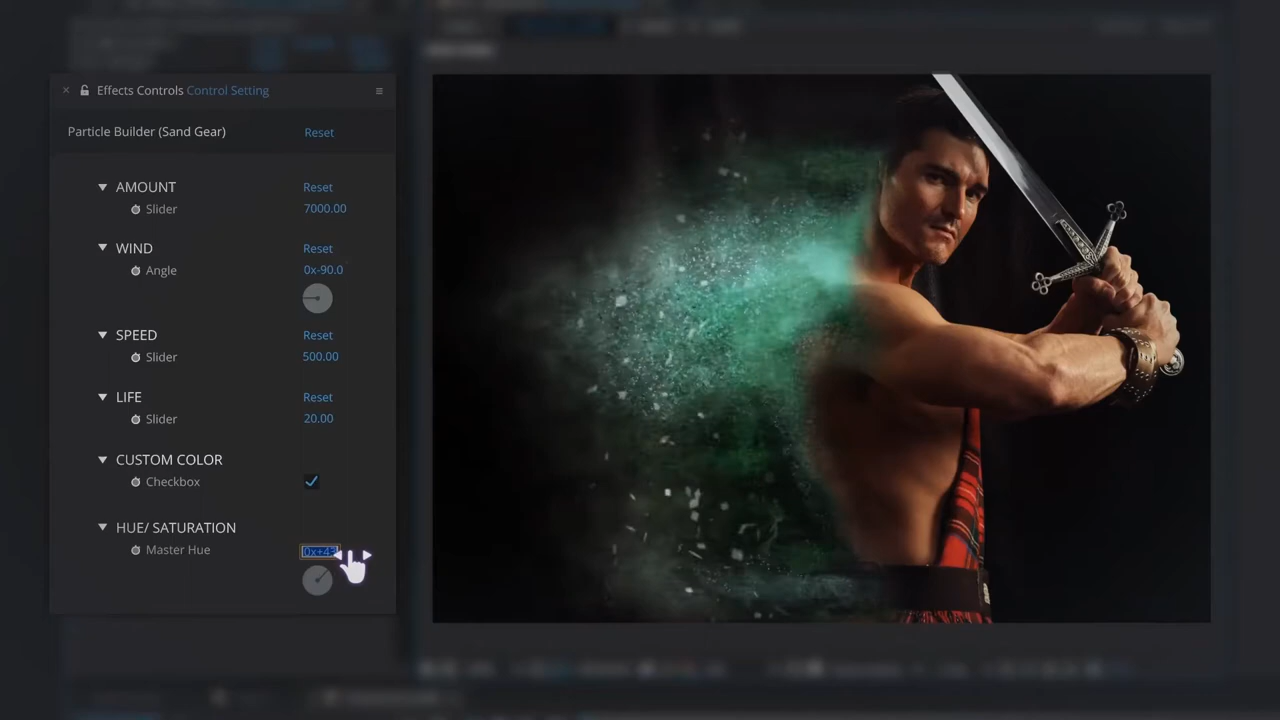 Effects Controls Control Setting
Particle Builder (Sand Gear) Reset
AMOUNT Reset
Slider 7000.00
WIND Reset
Angle 0x-90.0
SPEED Reset
Slider 500.00
LIFE Reset
Slider 20.00
CUSTOM COLOR
Checkbox
HUE/ SATURATION
Master Hue